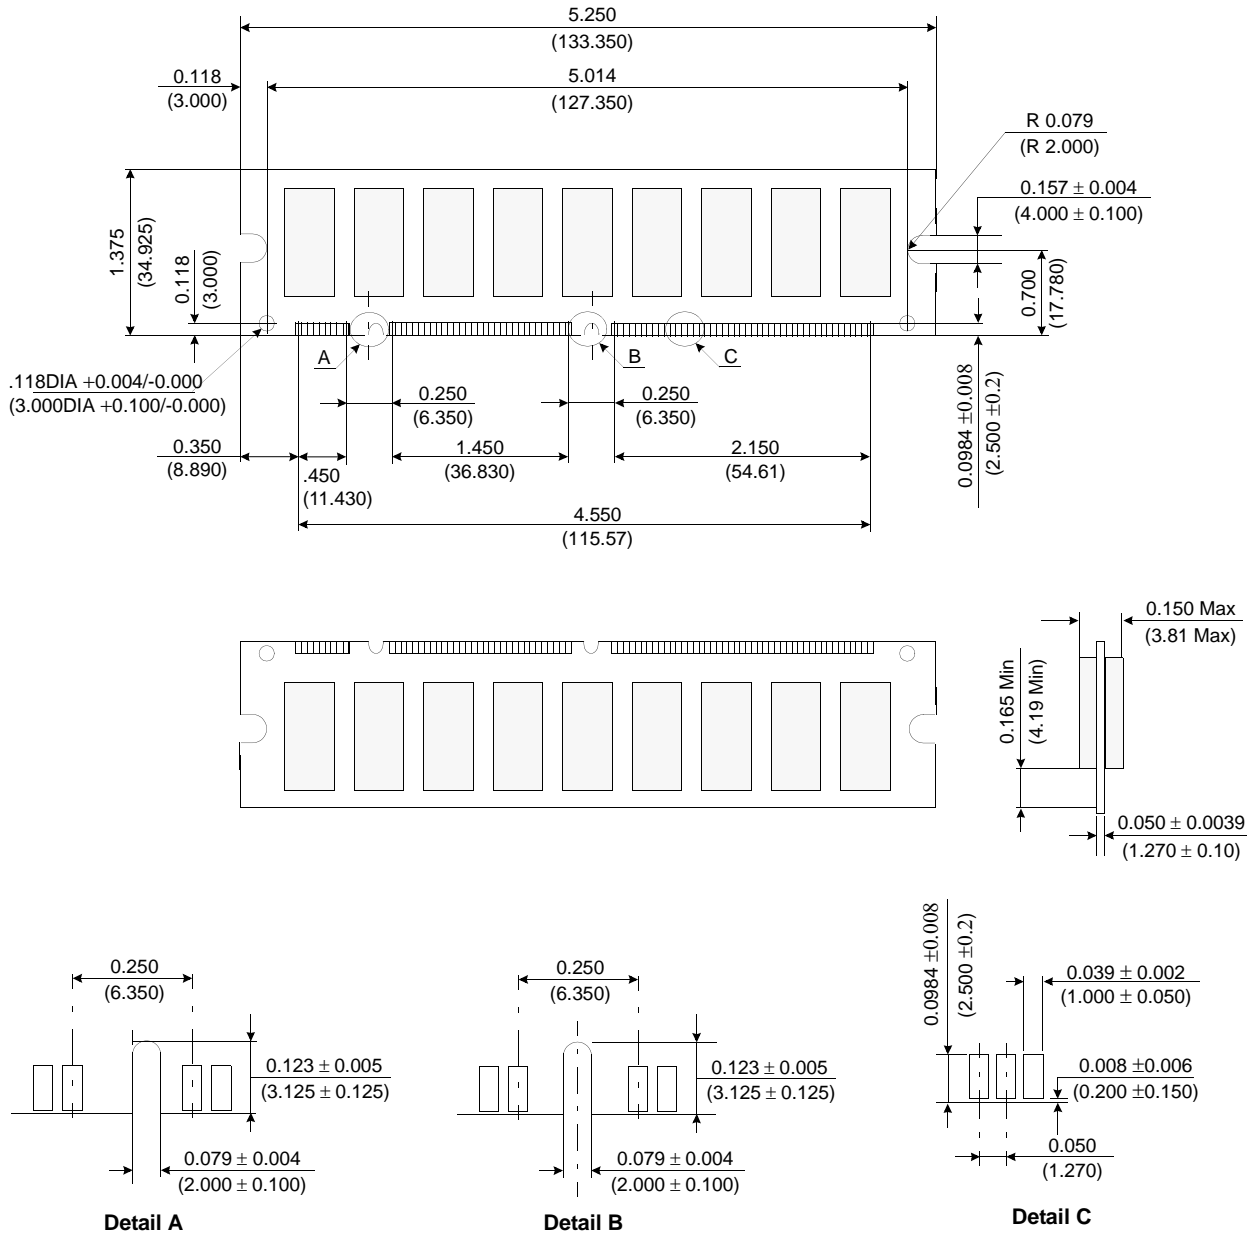 5.250
(133.350)
0.118
(3.000)
5.014
(127.350)
R 0.079
(R 2.000)
0.157 ± 0.004
(4.000 ± 0.100)
1.375
(34.925)
0.118
(3.000)
0.700
(17.780)
A
B
C
.118DIA +0.004/-0.000
(3.000DIA +0.100/-0.000)
0.250
(6.350)
0.250
(6.350)
0.0984 ±0.008
(2.500 ±0.2)
0.350
(8.890)
.450
(11.430)
1.450
(36.830)
2.150
(54.61)
4.550
(115.57)
0.150 Max
(3.81 Max)
0.165 Min
(4.19 Min)
0.050 ± 0.0039
(1.270 ± 0.10)
0.250
(6.350)
0.123 ± 0.005
(3.125 ± 0.125)
0.079 ± 0.004
(2.000 ± 0.100)
Detail A
0.250
(6.350)
0.123 ± 0.005
(3.125 ± 0.125)
0.079 ± 0.004
(2.000 ± 0.100)
Detail B
0.0984 ±0.008
(2.500 ±0.2)
0.039 ± 0.002
(1.000 ± 0.050)
0.008 ±0.006
(0.200 ±0.150)
0.050
(1.270)
Detail C